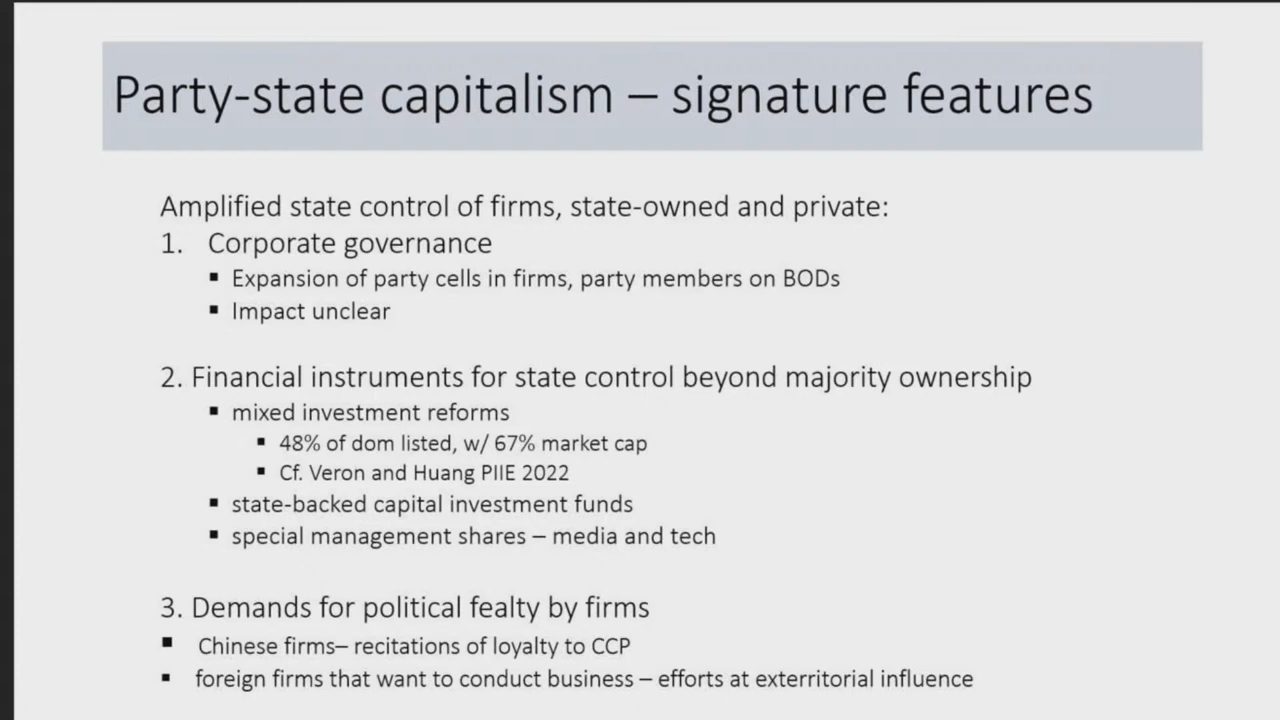 Party-state capitalism – signature features
Amplified state control of firms, state-owned and private:
1. Corporate governance
▪ Expansion of party cells in firms, party members on BODs
▪ Impact unclear
2. Financial instruments for state control beyond majority ownership
▪ mixed investment reforms
▪ 48% of dom listed, w/ 67% market cap
▪ Cf. Veron and Huang PIIE 2022
▪ state-backed capital investment funds
▪ special management shares – media and tech
3. Demands for political fealty by firms
▪ Chinese firms– recitations of loyalty to CCP
▪ foreign firms that want to conduct business – efforts at exterritorial influence